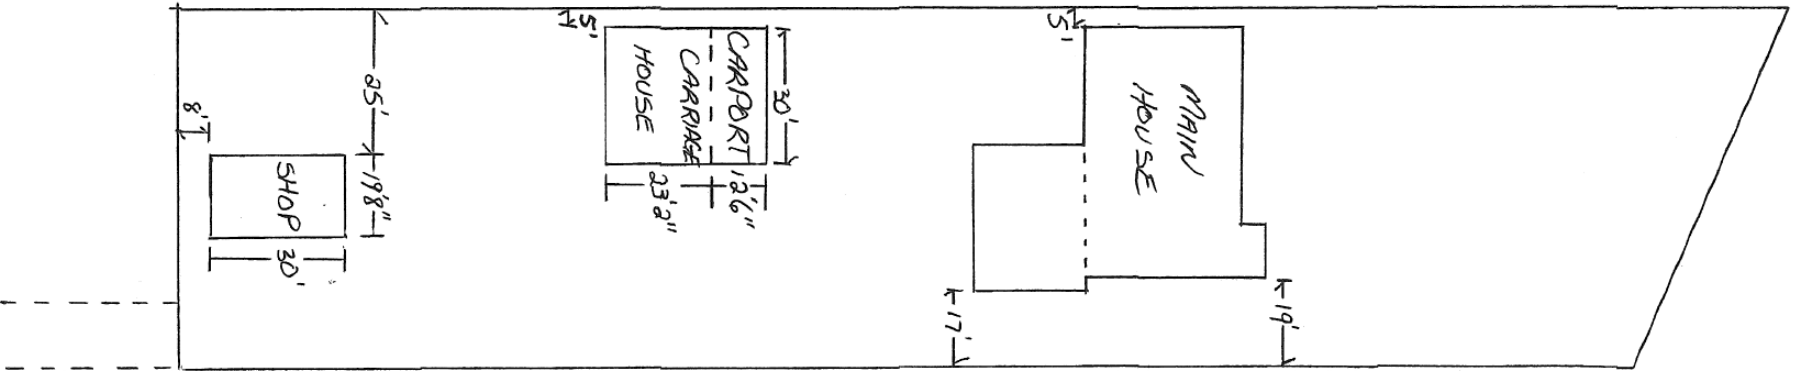 8'
25'
19'8"
SHOP
30'
5'
CARPORT
CARRIAGE
HOUSE
30'
23'2"
12'6"
5'
MAIN
HOUSE
17'
19'